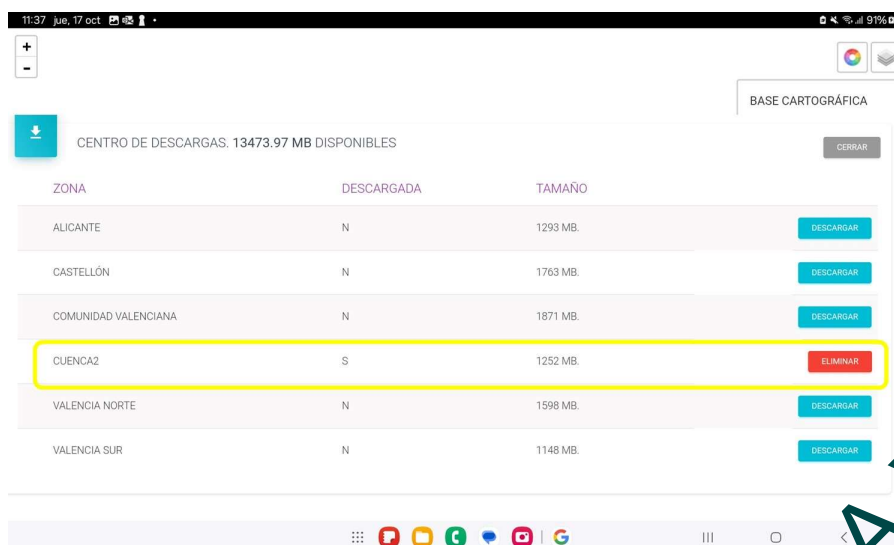 11:37 jue, 17 oct
91%
+
-
BASE CARTOGRÁFICA
CENTRO DE DESCARGAS. 13473.97 MB DISPONIBLES
CERRAR
ZONA DESCARGADA TAMAÑO
ALICANTE N 1293 MB. DESCARGAR
CASTELLÓN N 1763 MB. DESCARGAR
COMUNIDAD VALENCIANA N 1871 MB. DESCARGAR
CUENCA2 S 1252 MB. ELIMINAR
VALENCIA NORTE N 1598 MB. DESCARGAR
VALENCIA SUR N 1148 MB. DESCARGAR